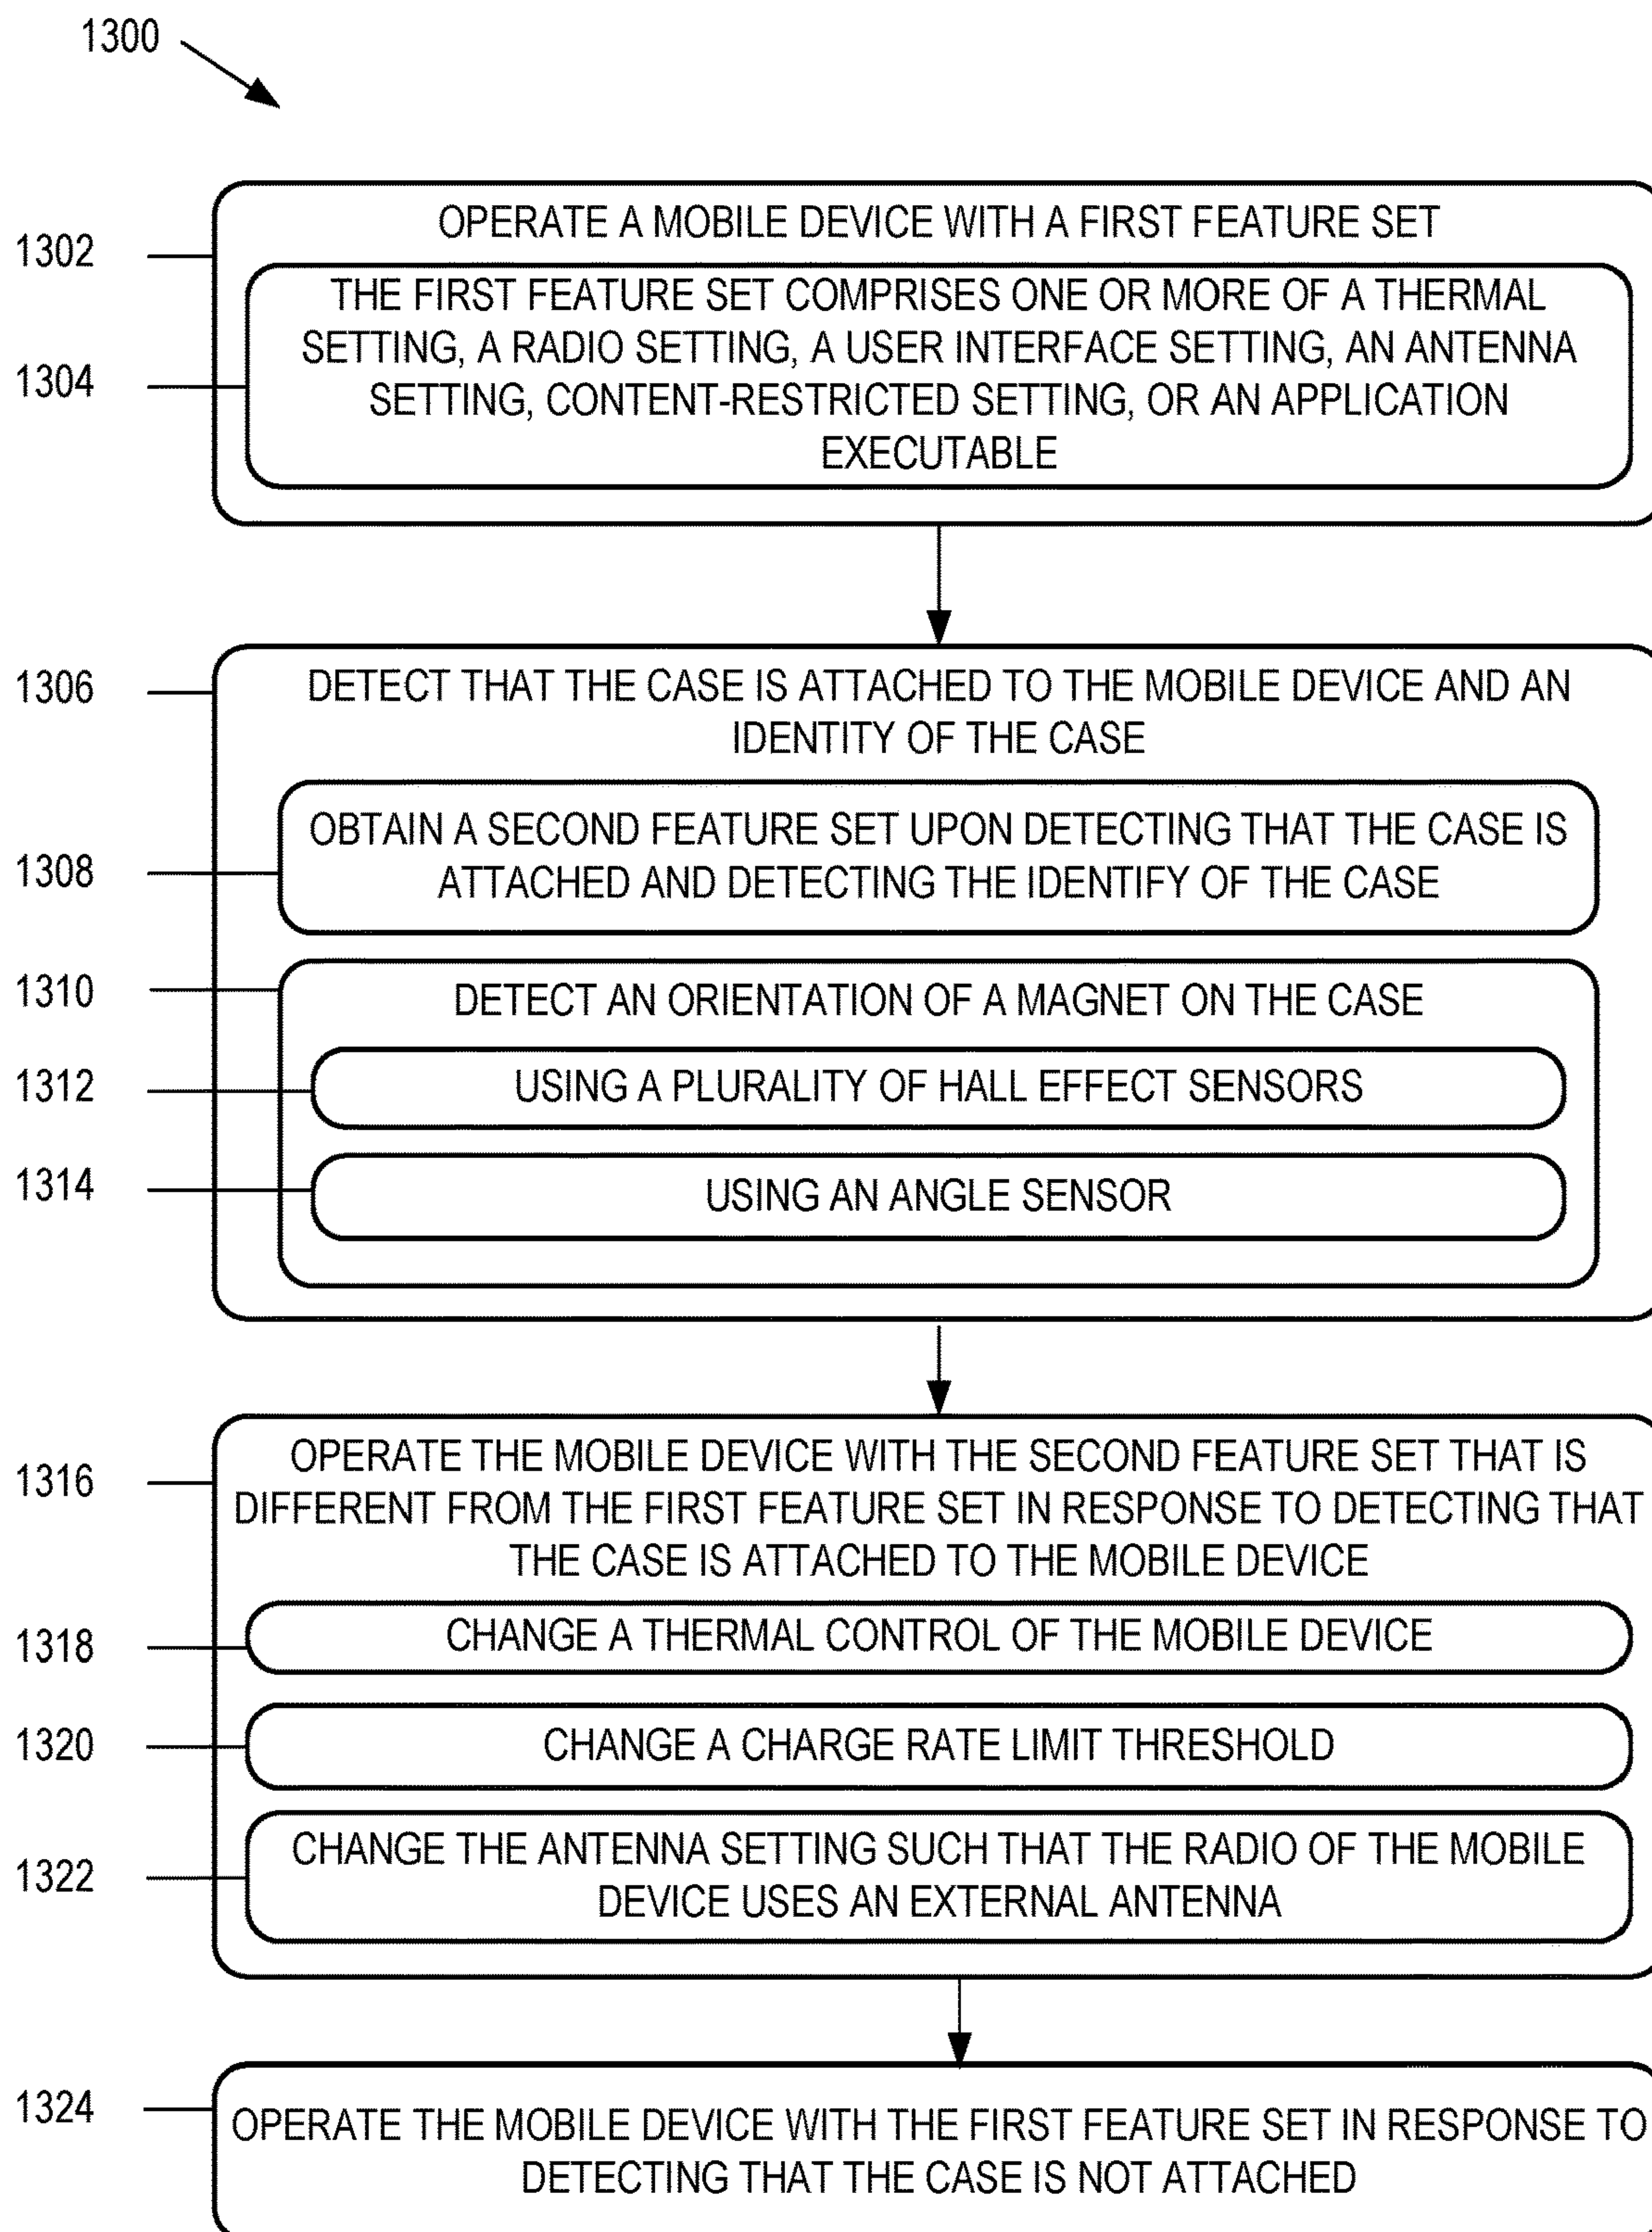 1300
OPERATE A MOBILE DEVICE WITH A FIRST FEATURE SET
1302
THE FIRST FEATURE SET COMPRISES ONE OR MORE OF A THERMAL
SETTING, A RADIO SETTING, A USER INTERFACE SETTING, AN ANTENNA
1304
SETTING, CONTENT-RESTRICTED SETTING, OR AN APPLICATION
EXECUTABLE
1306
DETECT THAT THE CASE IS ATTACHED TO THE MOBILE DEVICE AND AN
IDENTITY OF THE CASE
1308
OBTAIN A SECOND FEATURE SET UPON DETECTING THAT THE CASE IS
ATTACHED AND DETECTING THE IDENTIFY OF THE CASE
1310
DETECT AN ORIENTATION OF A MAGNET ON THE CASE
1312
USING A PLURALITY OF HALL EFFECT SENSORS
1314
USING AN ANGLE SENSOR
1316
OPERATE THE MOBILE DEVICE WITH THE SECOND FEATURE SET THAT IS
DIFFERENT FROM THE FIRST FEATURE SET IN RESPONSE TO DETECTING THAT
THE CASE IS ATTACHED TO THE MOBILE DEVICE
1318
CHANGE A THERMAL CONTROL OF THE MOBILE DEVICE
1320
CHANGE A CHARGE RATE LIMIT THRESHOLD
1322
CHANGE THE ANTENNA SETTING SUCH THAT THE RADIO OF THE MOBILE
DEVICE USES AN EXTERNAL ANTENNA
1324
OPERATE THE MOBILE DEVICE WITH THE FIRST FEATURE SET IN RESPONSE TO
DETECTING THAT THE CASE IS NOT ATTACHED